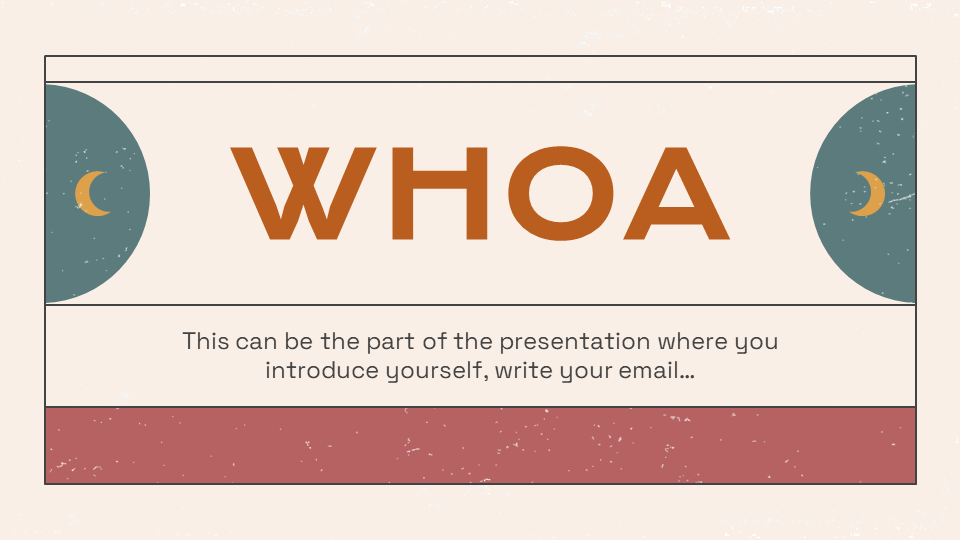 WHOA
This can be the part of the presentation where you
introduce yourself, write your email…